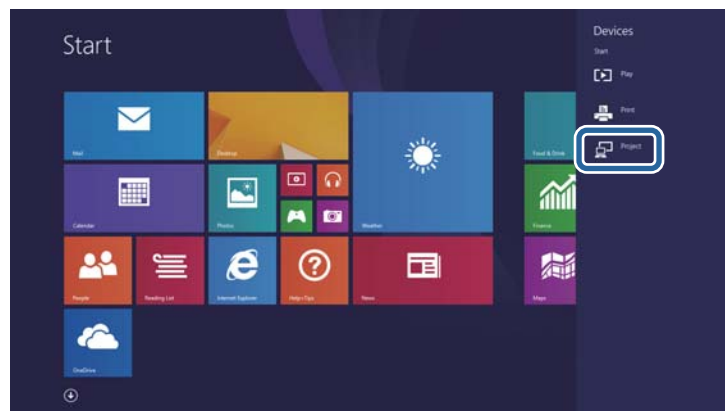 Start
Devices
Start
Play
Print
Project
Mail
Desktop
Food & Drink
Calendar
Photos
Weather
Finance
People
Reading List
Internet Explorer
Help+Tips
News
Maps
OneDrive